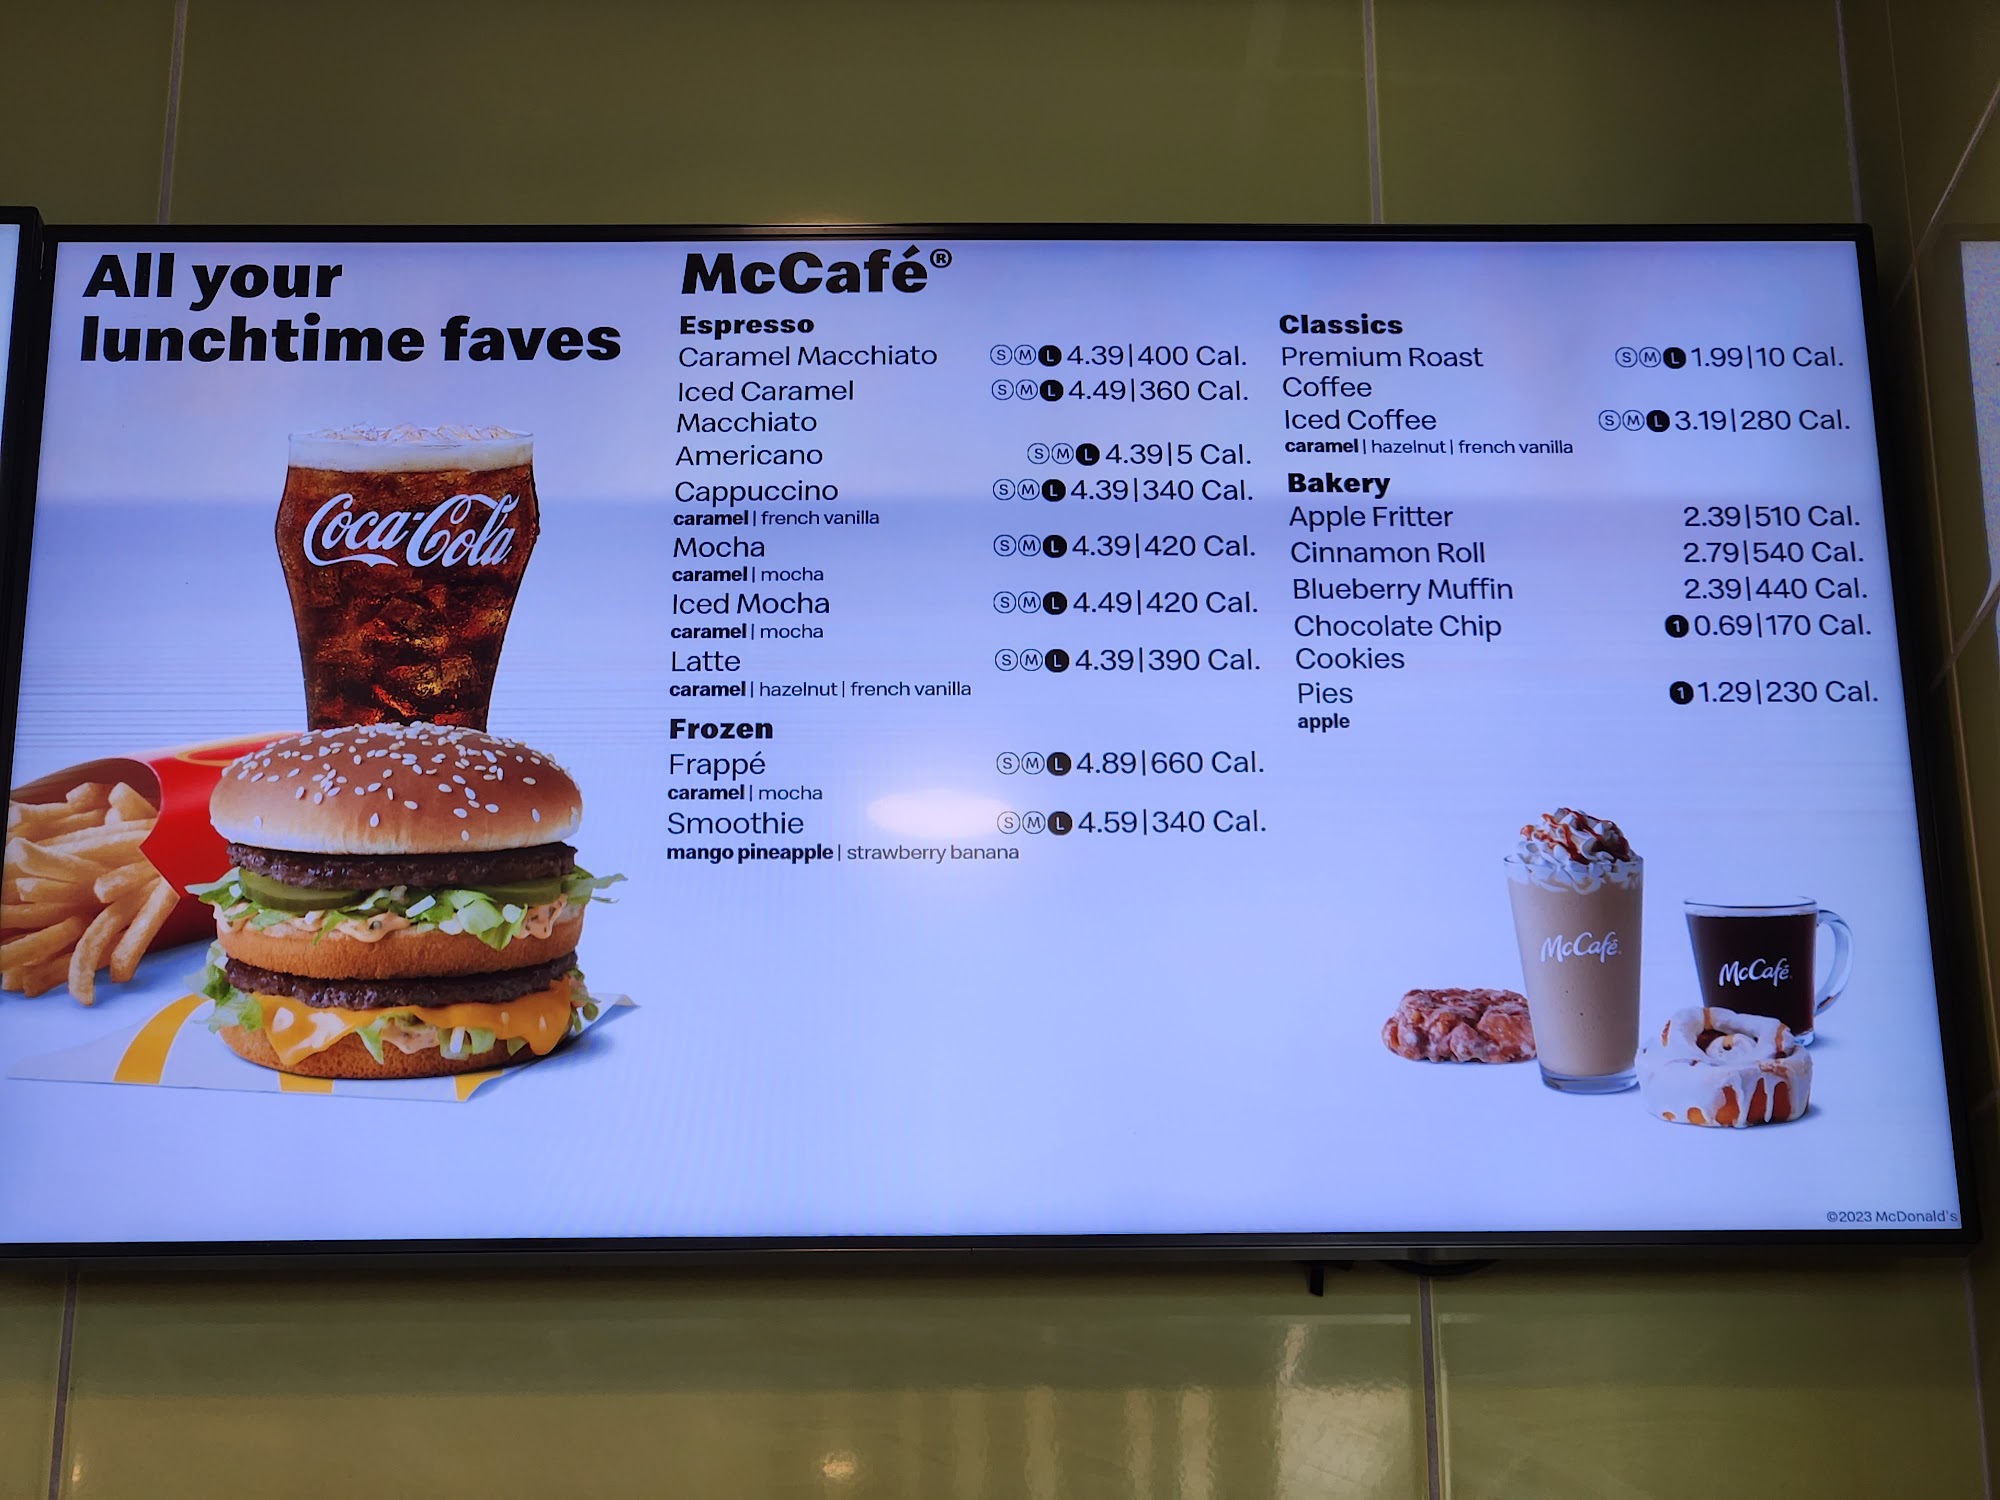 All your
lunchtime faves
Coca-Cola
McCafé®
Espresso
Caramel Macchiato S M L 4.39|400 Cal.
Iced Caramel S M L 4.49|360 Cal.
Macchiato
Americano S M L 4.39|5 Cal.
Cappuccino S M L 4.39|340 Cal.
caramel | french vanilla
Mocha S M L 4.39|420 Cal.
caramel | mocha
Iced Mocha S M L 4.49|420 Cal.
caramel | mocha
Latte S M L 4.39|390 Cal.
caramel | hazelnut | french vanilla
Frozen
Frappé S M L 4.89|660 Cal.
caramel | mocha
Smoothie S M L 4.59|340 Cal.
mango pineapple | strawberry banana
Classics
Premium Roast S M L 1.99|10 Cal.
Coffee
Iced Coffee S M L 3.19|280 Cal.
caramel | hazelnut | french vanilla
Bakery
Apple Fritter 2.39|510 Cal.
Cinnamon Roll 2.79|540 Cal.
Blueberry Muffin 2.39|440 Cal.
Chocolate Chip 1 0.69|170 Cal.
Cookies
Pies 1 1.29|230 Cal.
apple
McCafé
McCafé
©2023 McDonald's